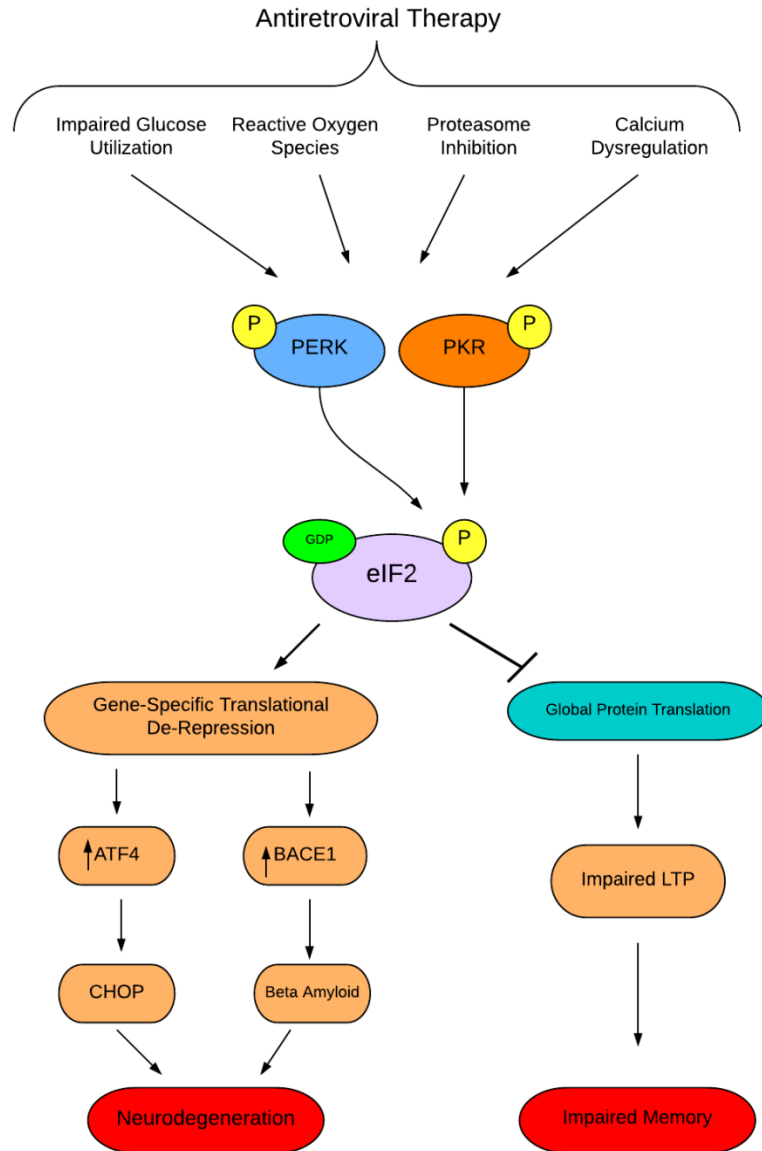 Antiretroviral Therapy
Impaired Glucose
Utilization
Reactive Oxygen
Species
Proteasome
Inhibition
Calcium
Dysregulation
P
PERK
PKR
P
GDP
eIF2
P
Gene-Specific Translational
De-Repression
Global Protein Translation
ATF4
BACE1
Impaired LTP
CHOP
Beta Amyloid
Neurodegeneration
Impaired Memory